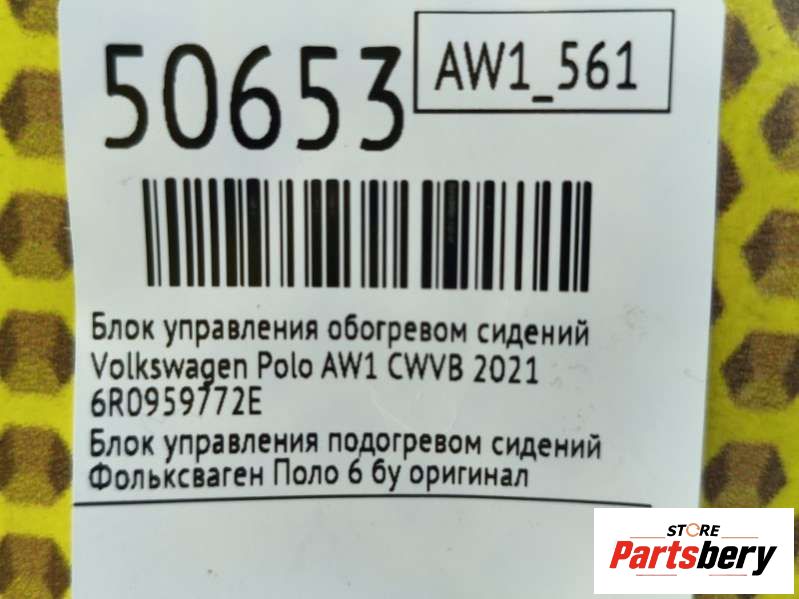 50653
AW1_561
Блок управления обогревом сидений
Volkswagen Polo AW1 CWVB 2021
6R0959772E
Блок управления подогревом сидений
Фольксваген Поло 6 бу оригинал
STORE
Partsbery